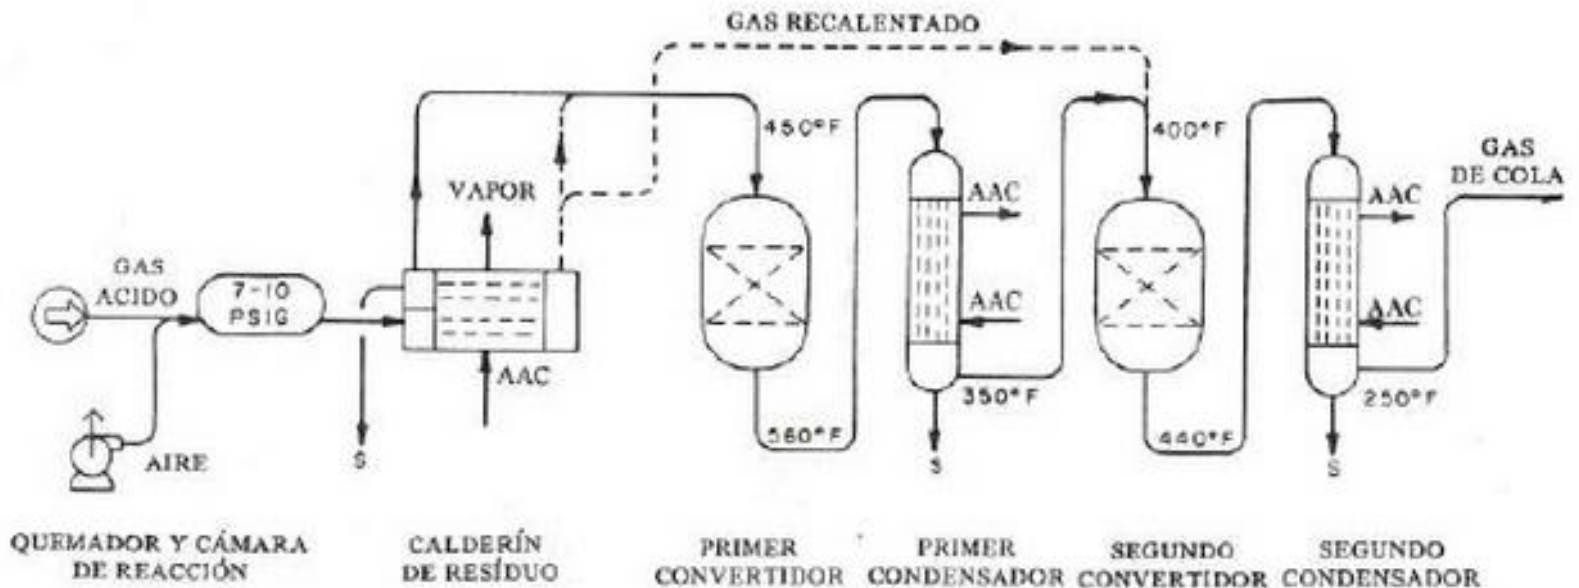 GAS RECALENTADO
450°F
400°F
GAS
DE COLA
VAPOR
AAC
AAC
GAS
ACIDO
7-10
PSIG
AAC
AAC
AAC
350°F
250°F
560°F
440°F
AIRE
S
S
S
QUEMADOR Y CÁMARA
DE REACCIÓN
CALDERÍN
DE RESÍDUO
PRIMER
CONVERTIDOR
PRIMER
CONDENSADOR
SEGUNDO
CONVERTIDOR
SEGUNDO
CONDENSADOR